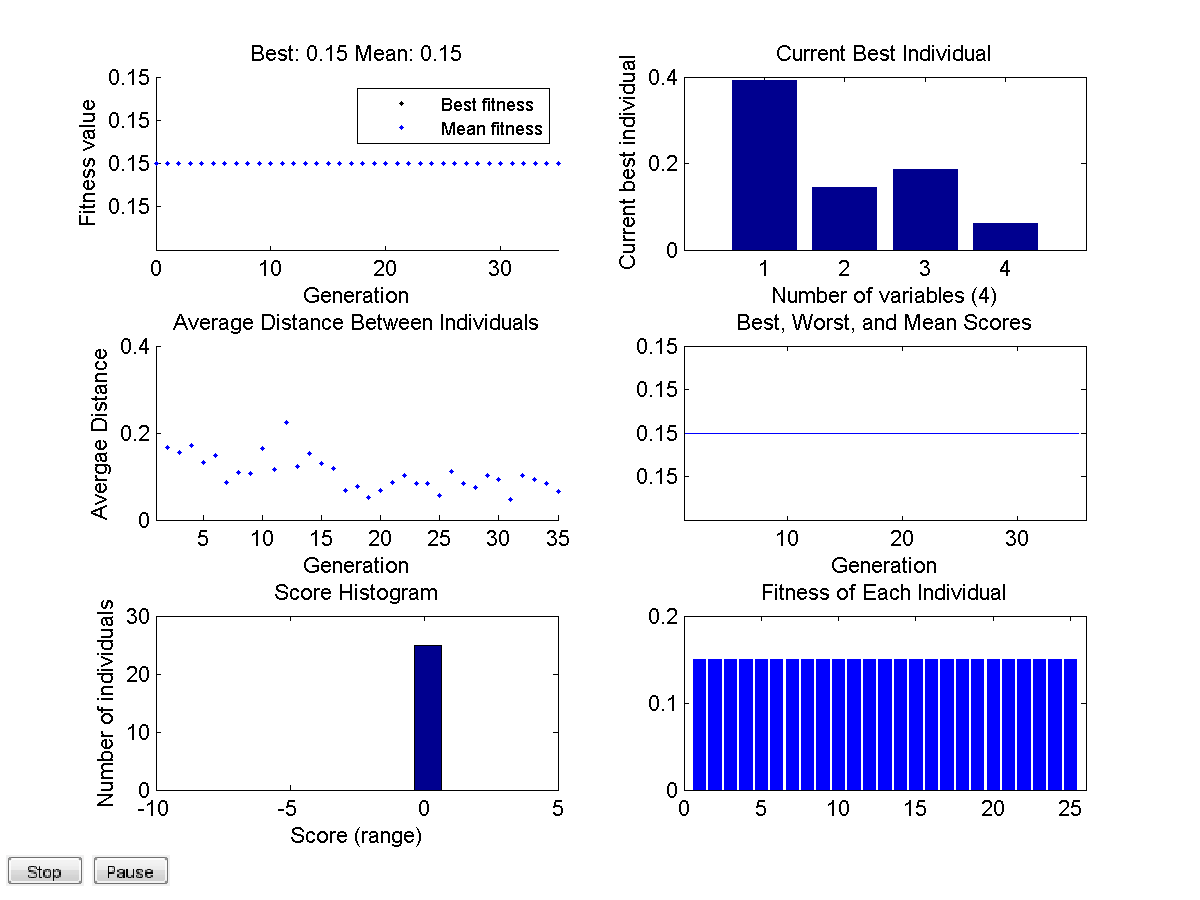 Best: 0.15 Mean: 0.15
Fitness value
0.15
0.15
0.15
0.15
Best fitness
Mean fitness
0 10 20 30
Generation
Current Best Individual
Current best individual
0.4
0.2
0
1 2 3 4
Number of variables (4)
Average Distance Between Individuals
Avergae Distance
0.4
0.2
0
5 10 15 20 25 30 35
Generation
Best, Worst, and Mean Scores
0.15
0.15
0.15
0.15
10 20 30
Generation
Score Histogram
Number of individuals
30
20
10
0
-10 -5 0 5
Score (range)
Fitness of Each Individual
0.2
0.1
0
0 5 10 15 20 25
Stop Pause